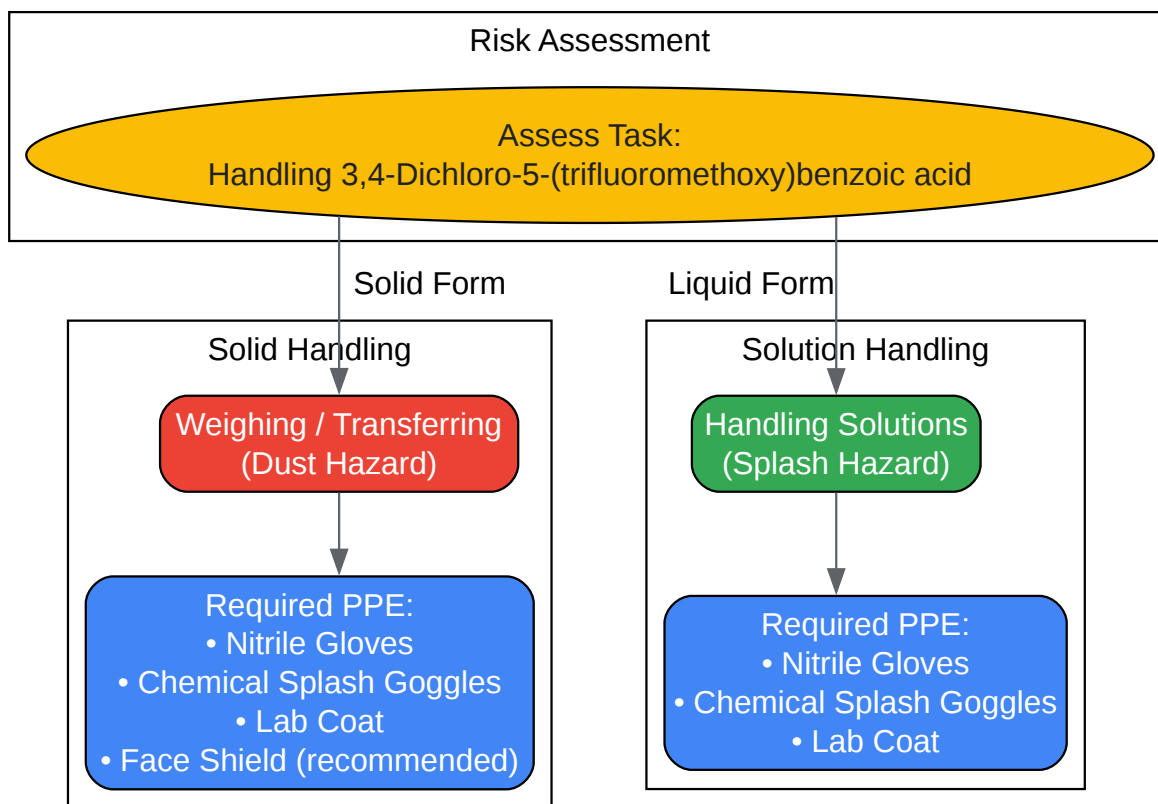 Risk Assessment
Assess Task:
Handling 3,4-Dichloro-5-(trifluoromethoxy)benzoic acid
Solid Form
Liquid Form
Solid Handling
Weighing / Transferring
(Dust Hazard)
Required PPE:
• Nitrile Gloves
• Chemical Splash Goggles
• Lab Coat
• Face Shield (recommended)
Solution Handling
Handling Solutions
(Splash Hazard)
Required PPE:
• Nitrile Gloves
• Chemical Splash Goggles
• Lab Coat